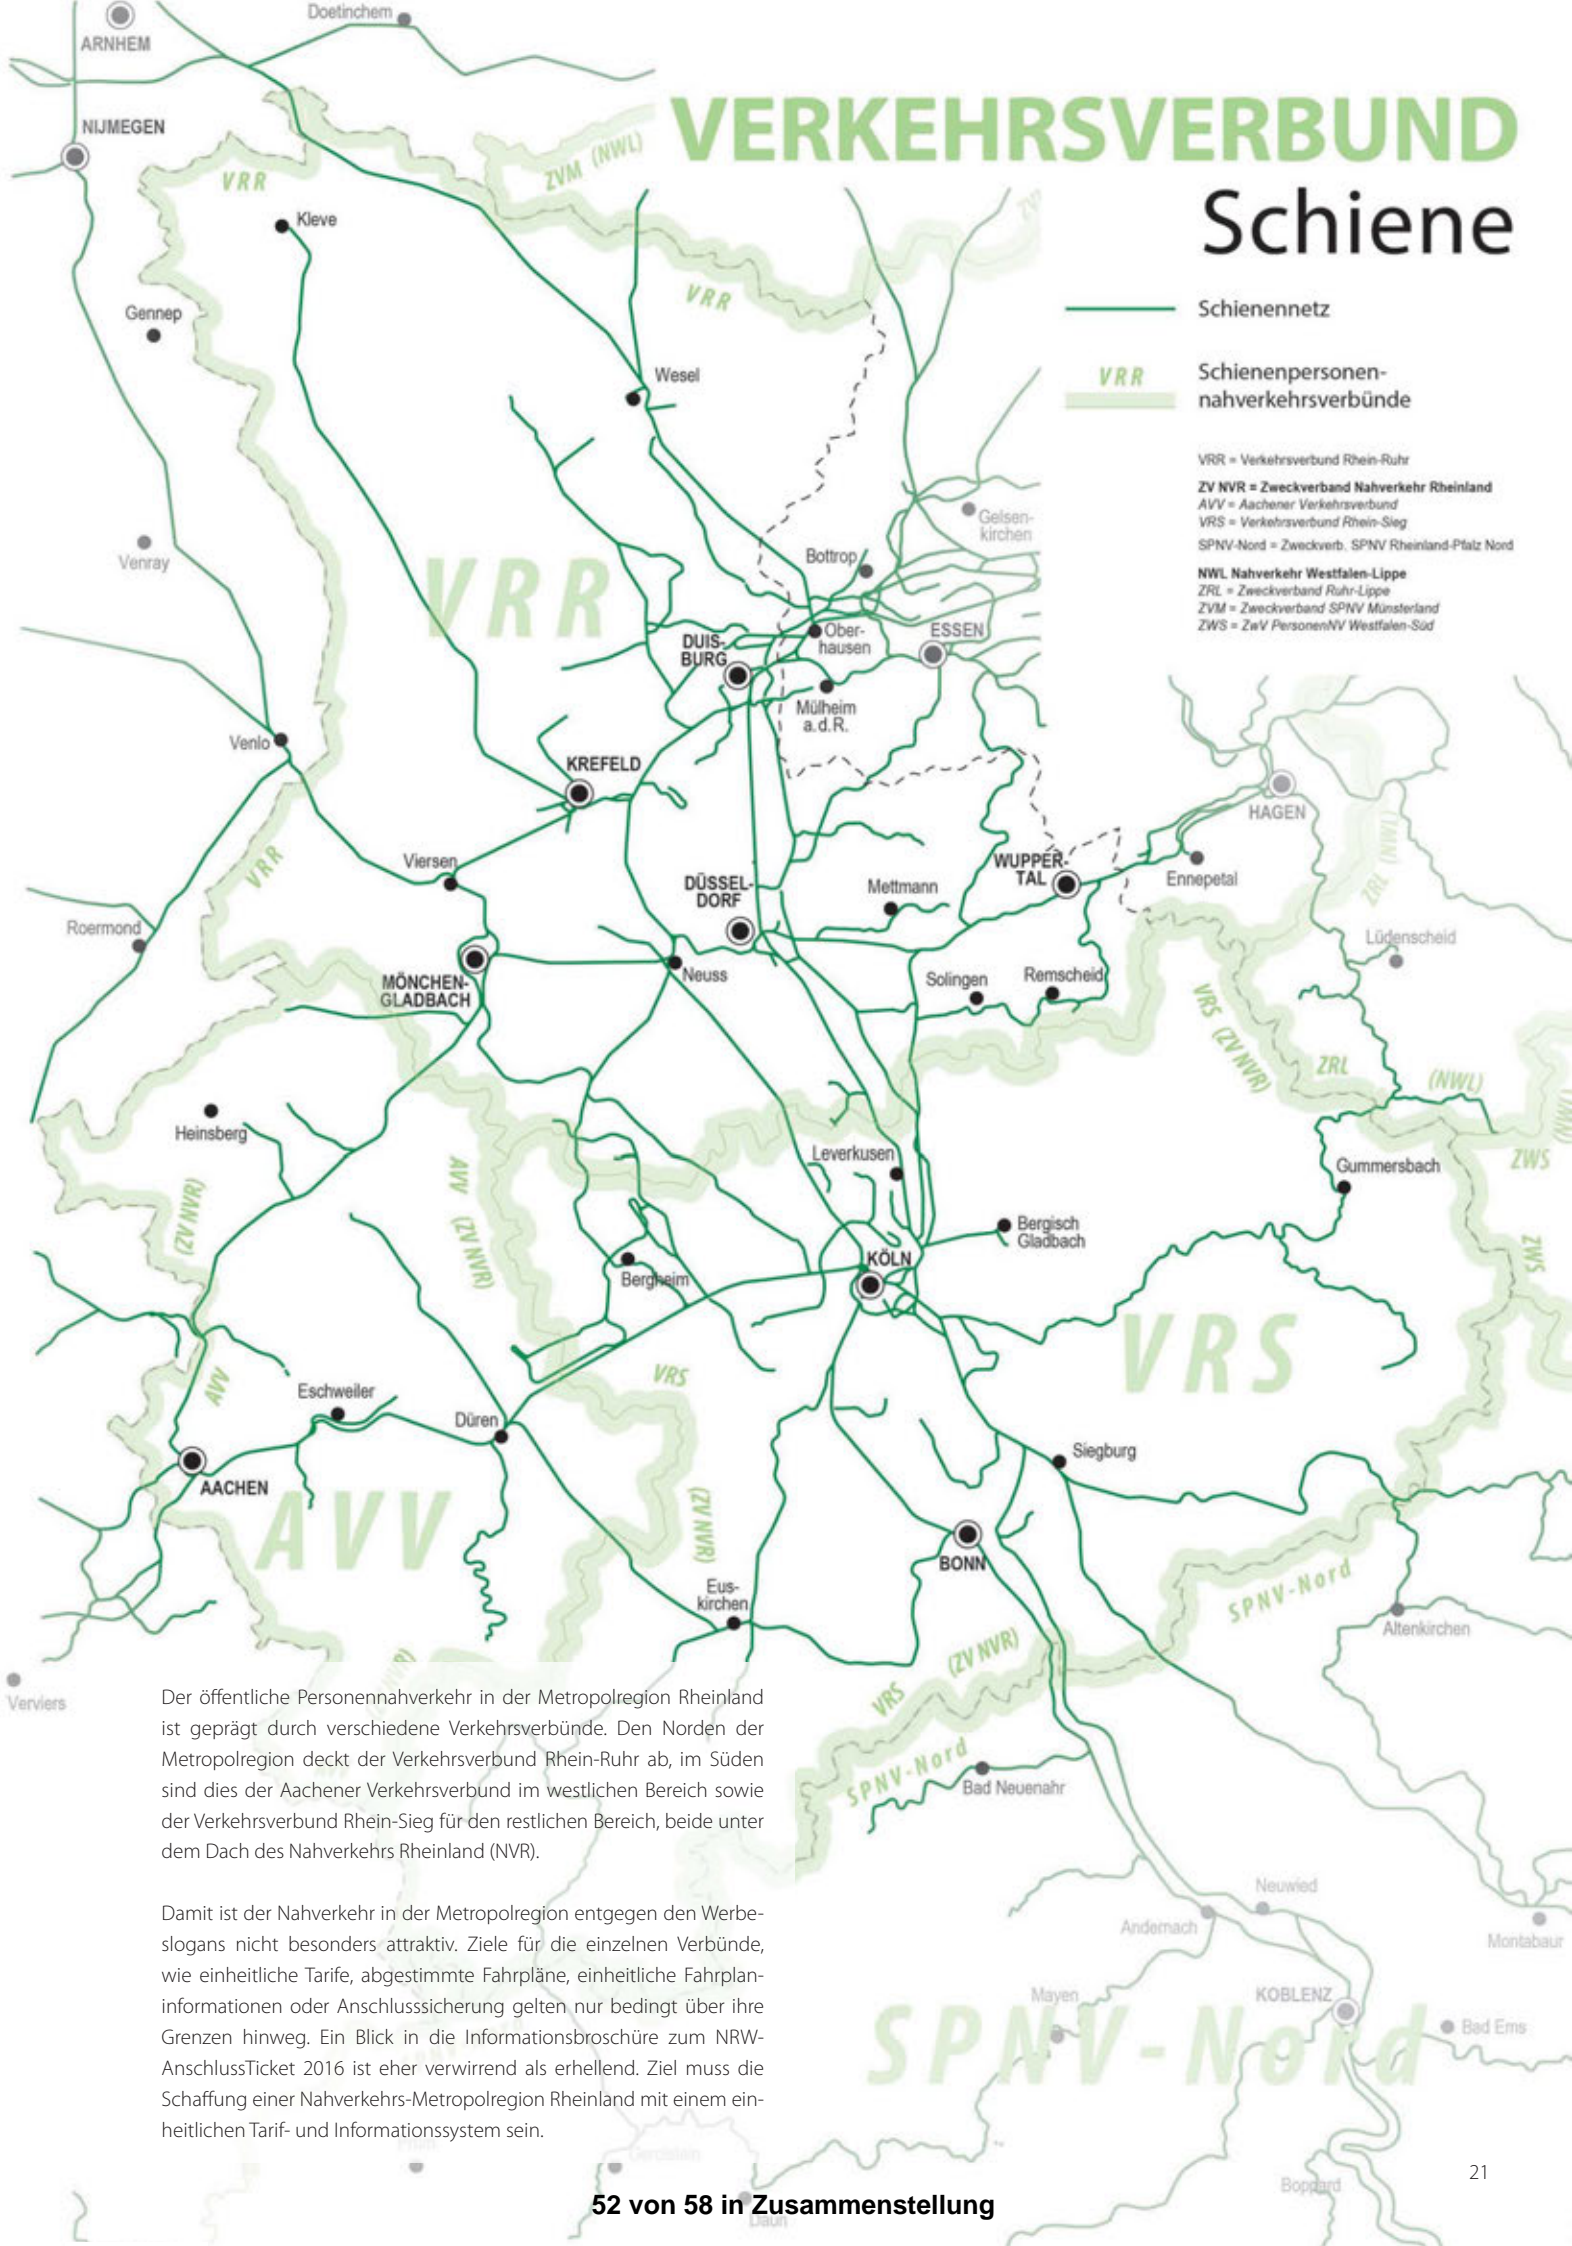 Doetinchem
ARNHEM
NIJMEGEN
VERKEHRSVERBUND
Schiene
ZVM (NWL)
VRR
Kleve
VRR
Gennep
Schienennetz
VRR
Schienenpersonen-
nahverkehrsverbünde
Wesel
VRR = Verkehrsverbund Rhein-Ruhr
ZV NVR = Zweckverband Nahverkehr Rheinland
AVV = Aachener Verkehrsverbund
VRS = Verkehrsverbund Rhein-Sieg
SPNV-Nord = Zweckverb. SPNV Rheinland-Pfalz Nord
NWL Nahverkehr Westfalen-Lippe
ZRL = Zweckverband Ruhr-Lippe
ZVM = Zweckverband SPNV Münsterland
ZWS = ZwV PersonenNV Westfalen-Süd
Gelsen-
kirchen
Venray
Bottrop
VRR
DUIS-
BURG
Ober-
hausen
ESSEN
Mülheim
a.d.R.
Venlo
KREFELD
HAGEN
VRR
Viersen
DÜSSEL-
DORF
Mettmann
WUPPER-
TAL
Ennepetal
ZRL (NWL)
Roermond
Lüdenscheid
MÖNCHEN-
GLADBACH
Neuss
Solingen
Remscheid
VRS (ZV NVR)
ZRL
(NWL)
Heinsberg
Leverkusen
Gummersbach
ZWS
AVV (ZV NVR)
(ZV NVR)
Bergisch
Gladbach
ZWS
KÖLN
Bergheim
VRS
VRS
AVV
Eschweiler
Düren
Siegburg
AACHEN
AVV
(ZV NVR)
BONN
SPNV-Nord
Eus-
kirchen
Altenkirchen
(ZV NVR)
VRS
SPNV-Nord
Verviers
Bad Neuenahr
Der öffentliche Personennahverkehr in der Metropolregion Rheinland
ist geprägt durch verschiedene Verkehrsverbünde. Den Norden der
Metropolregion deckt der Verkehrsverbund Rhein-Ruhr ab, im Süden
sind dies der Aachener Verkehrsverbund im westlichen Bereich sowie
der Verkehrsverbund Rhein-Sieg für den restlichen Bereich, beide unter
dem Dach des Nahverkehrs Rheinland (NVR).
Damit ist der Nahverkehr in der Metropolregion entgegen den Werbe-
slogans nicht besonders attraktiv. Ziele für die einzelnen Verbünde,
wie einheitliche Tarife, abgestimmte Fahrpläne, einheitliche Fahrplan-
informationen oder Anschlusssicherung gelten nur bedingt über ihre
Grenzen hinweg. Ein Blick in die Informationsbroschüre zum NRW-
AnschlussTicket 2016 ist eher verwirrend als erhellend. Ziel muss die
Schaffung einer Nahverkehrs-Metropolregion Rheinland mit einem ein-
heitlichen Tarif- und Informationssystem sein.
Neuwied
Andernach
Montabaur
Mayen
KOBLENZ
Bad Ems
SPNV-Nord
Gerolstein
Boppard
Daun
21
52 von 58 in Zusammenstellung